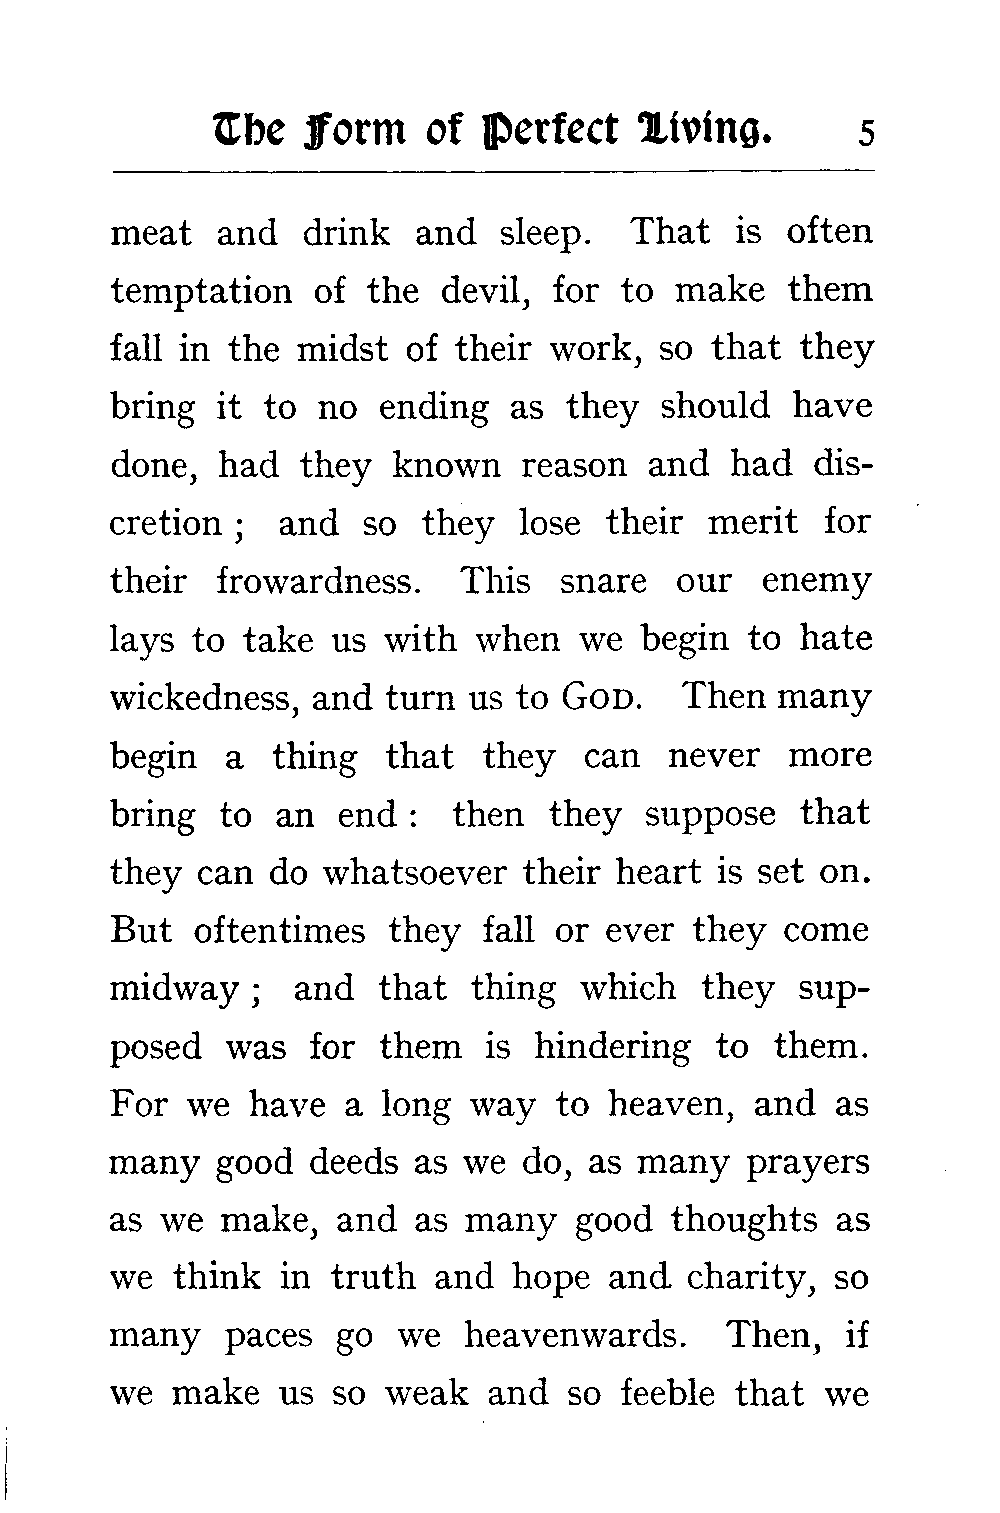 The Form of Perfect Living. 5
meat and drink and sleep. That is often
temptation of the devil, for to make them
fall in the midst of their work, so that they
bring it to no ending as they should have
done, had they known reason and had dis-
cretion ; and so they lose their merit for
their frowardness. This snare our enemy
lays to take us with when we begin to hate
wickedness, and turn us to GOD. Then many
begin a thing that they can never more
bring to an end : then they suppose that
they can do whatsoever their heart is set on.
But oftentimes they fall or ever they come
midway ; and that thing which they sup-
posed was for them is hindering to them.
For we have a long way to heaven, and as
many good deeds as we do, as many prayers
as we make, and as many good thoughts as
we think in truth and hope and charity, so
many paces go we heavenwards. Then, if
we make us so weak and so feeble that we